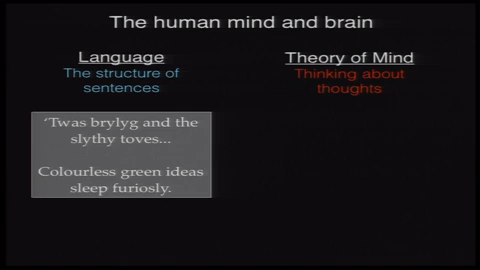 The human mind and brain
Language
The structure of
sentences
Theory of Mind
Thinking about
thoughts
‘Twas brylyg and the
slythy toves...
Colourless green ideas
sleep furiosly.